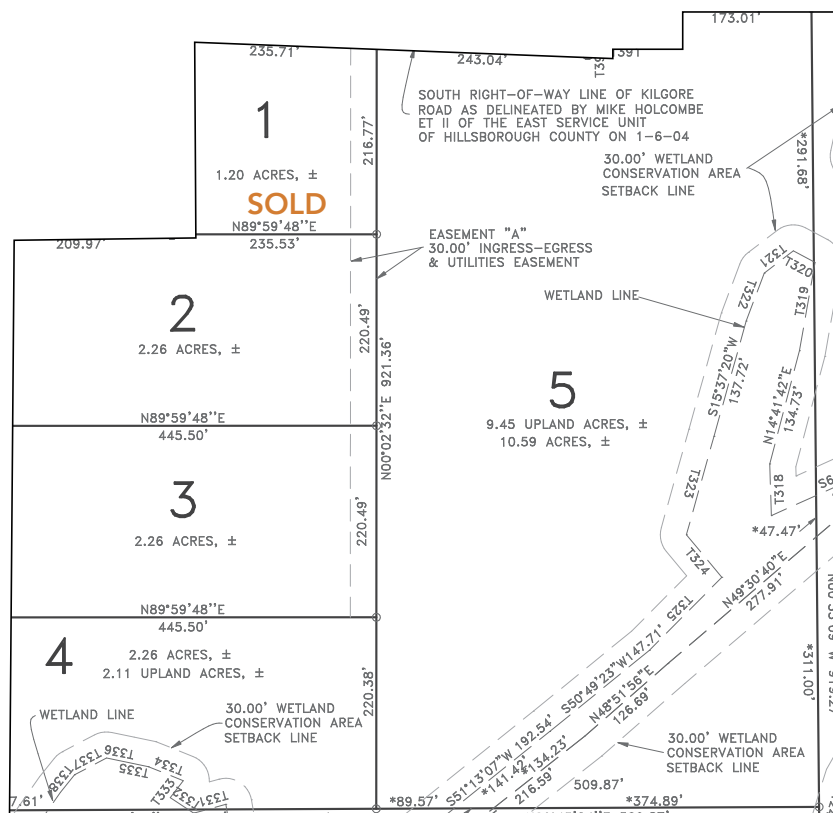 173.01'
235.71'
243.04'
391'
1
216.77'
1.20 ACRES, ±
SOLD
N89°59'48''E
235.53'
209.97'
SOUTH RIGHT-OF-WAY LINE OF KILGORE
ROAD AS DELINEATED BY MIKE HOLCOMBE
ET II OF THE EAST SERVICE UNIT
OF HILLSBOROUGH COUNTY ON 1-6-04
30.00' WETLAND
CONSERVATION AREA
SETBACK LINE
*291.68'
EASEMENT "A"
30.00' INGRESS-EGRESS
& UTILITIES EASEMENT
WETLAND LINE
T321
T320
T322
T319
2
2.26 ACRES, ±
220.49'
N89°59'48''E
445.50'
N00°02'32''E 921.36'
5
9.45 UPLAND ACRES, ±
10.59 ACRES, ±
S15°37'20"W
137.72'
N14°41'42"E
134.73'
T323
T318
3
2.26 ACRES, ±
220.49'
N89°59'48''E
445.50'
*47.47'
T324
T325
N49°30'40"E
277.91'
4
2.26 ACRES, ±
2.11 UPLAND ACRES, ±
220.38'
WETLAND LINE
30.00' WETLAND
CONSERVATION AREA
SETBACK LINE
T338
T337
T336
T335
T334
T333
T332
7.61'
S50°49'23"W147.71'
N48°51'56"E
126.69'
S51°13'07"W 192.54'
*134.23'
*141.42'
216.59'
*311.00'
30.00' WETLAND
CONSERVATION AREA
SETBACK LINE
509.87'
*89.57'
*374.89'